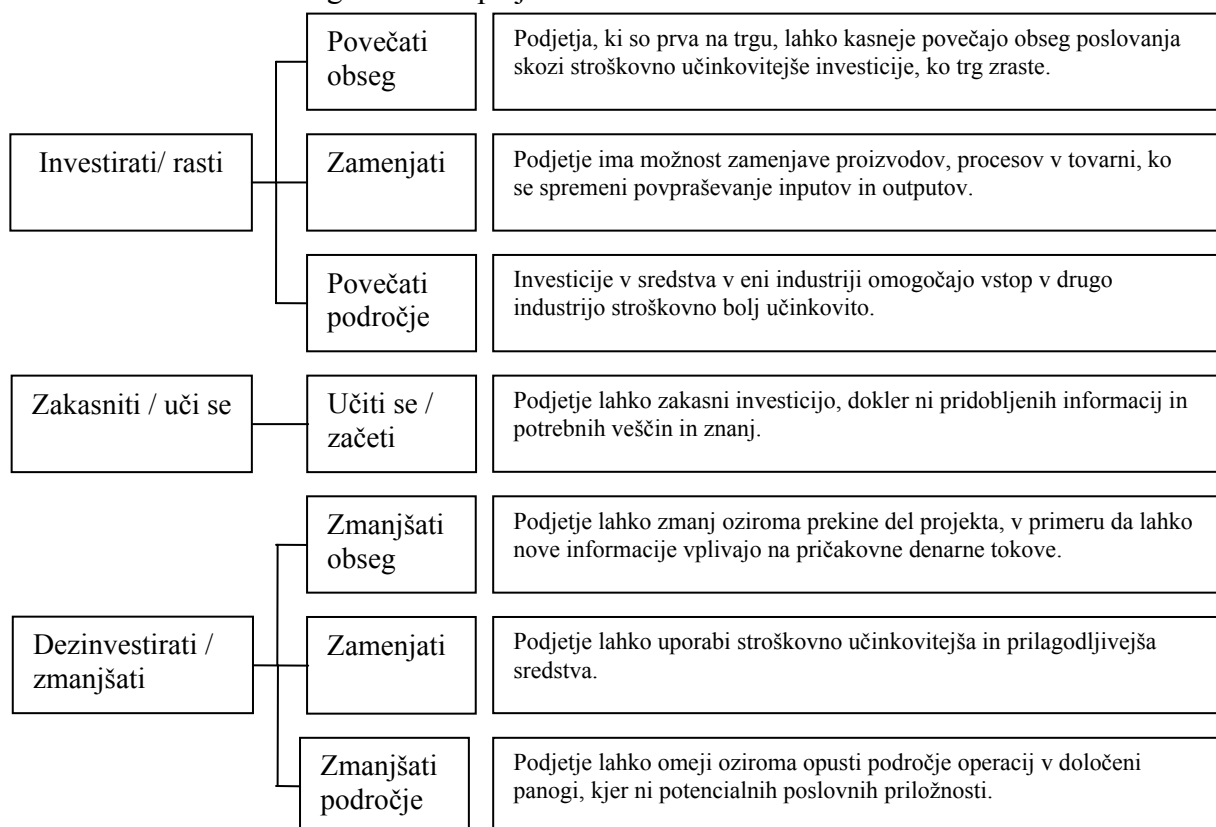 Povečati
obseg
Podjetja, ki so prva na trgu, lahko kasneje povečajo obseg poslovanja
skozi stroškovno učinkovitejše investicije, ko trg zraste.
Investirati/ rasti
Zamenjati
Podjetje ima možnost zamenjave proizvodov, procesov v tovarni, ko
se spremeni povpraševanje inputov in outputov.
Povečati
področje
Investicije v sredstva v eni industriji omogočajo vstop v drugo
industrijo stroškovno bolj učinkovito.
Zakasniti / uči se
Učiti se /
začeti
Podjetje lahko zakasni investicijo, dokler ni pridobljenih informacij in
potrebnih veščin in znanj.
Zmanjšati
obseg
Podjetje lahko zmanj oziroma prekine del projekta, v primeru da lahko
nove informacije vplivajo na pričakovne denarne tokove.
Dezinvestirati /
zmanjšati
Zamenjati
Podjetje lahko uporabi stroškovno učinkovitejša in prilagodljivejša
sredstva.
Zmanjšati
področje
Podjetje lahko omeji oziroma opusti področje operacij v določeni
panogi, kjer ni potencialnih poslovnih priložnosti.